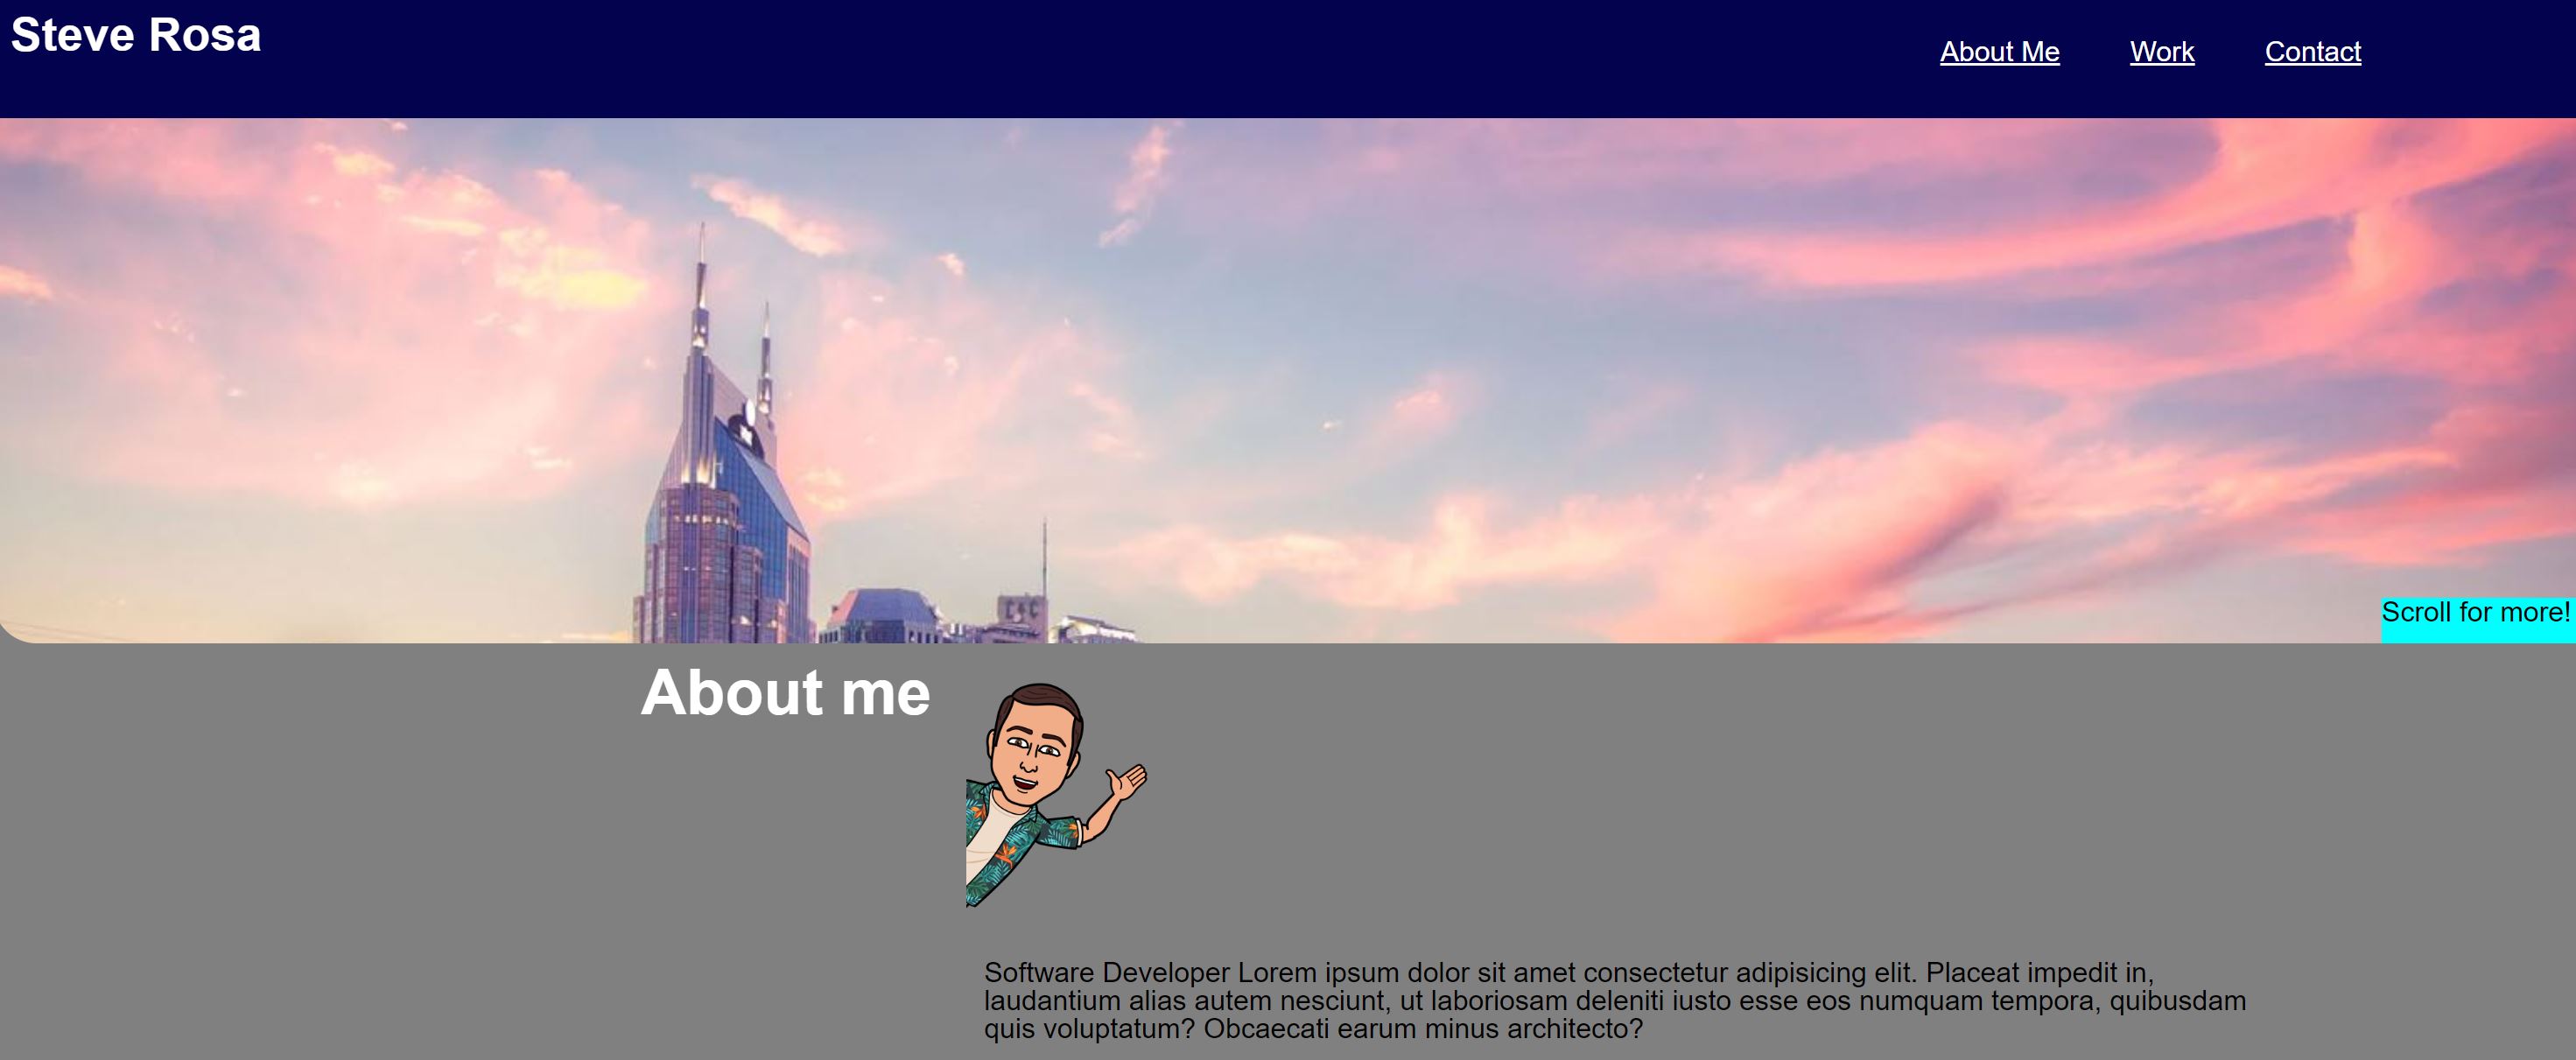 Steve Rosa
About Me
Work
Contact
Scroll for more!
About me
Software Developer Lorem ipsum dolor sit amet consectetur adipisicing elit. Placeat impedit in,
laudantium alias autem nesciunt, ut laboriosam deleniti iusto esse eos numquam tempora, quibusdam
quis voluptatum? Obcaecati earum minus architecto?